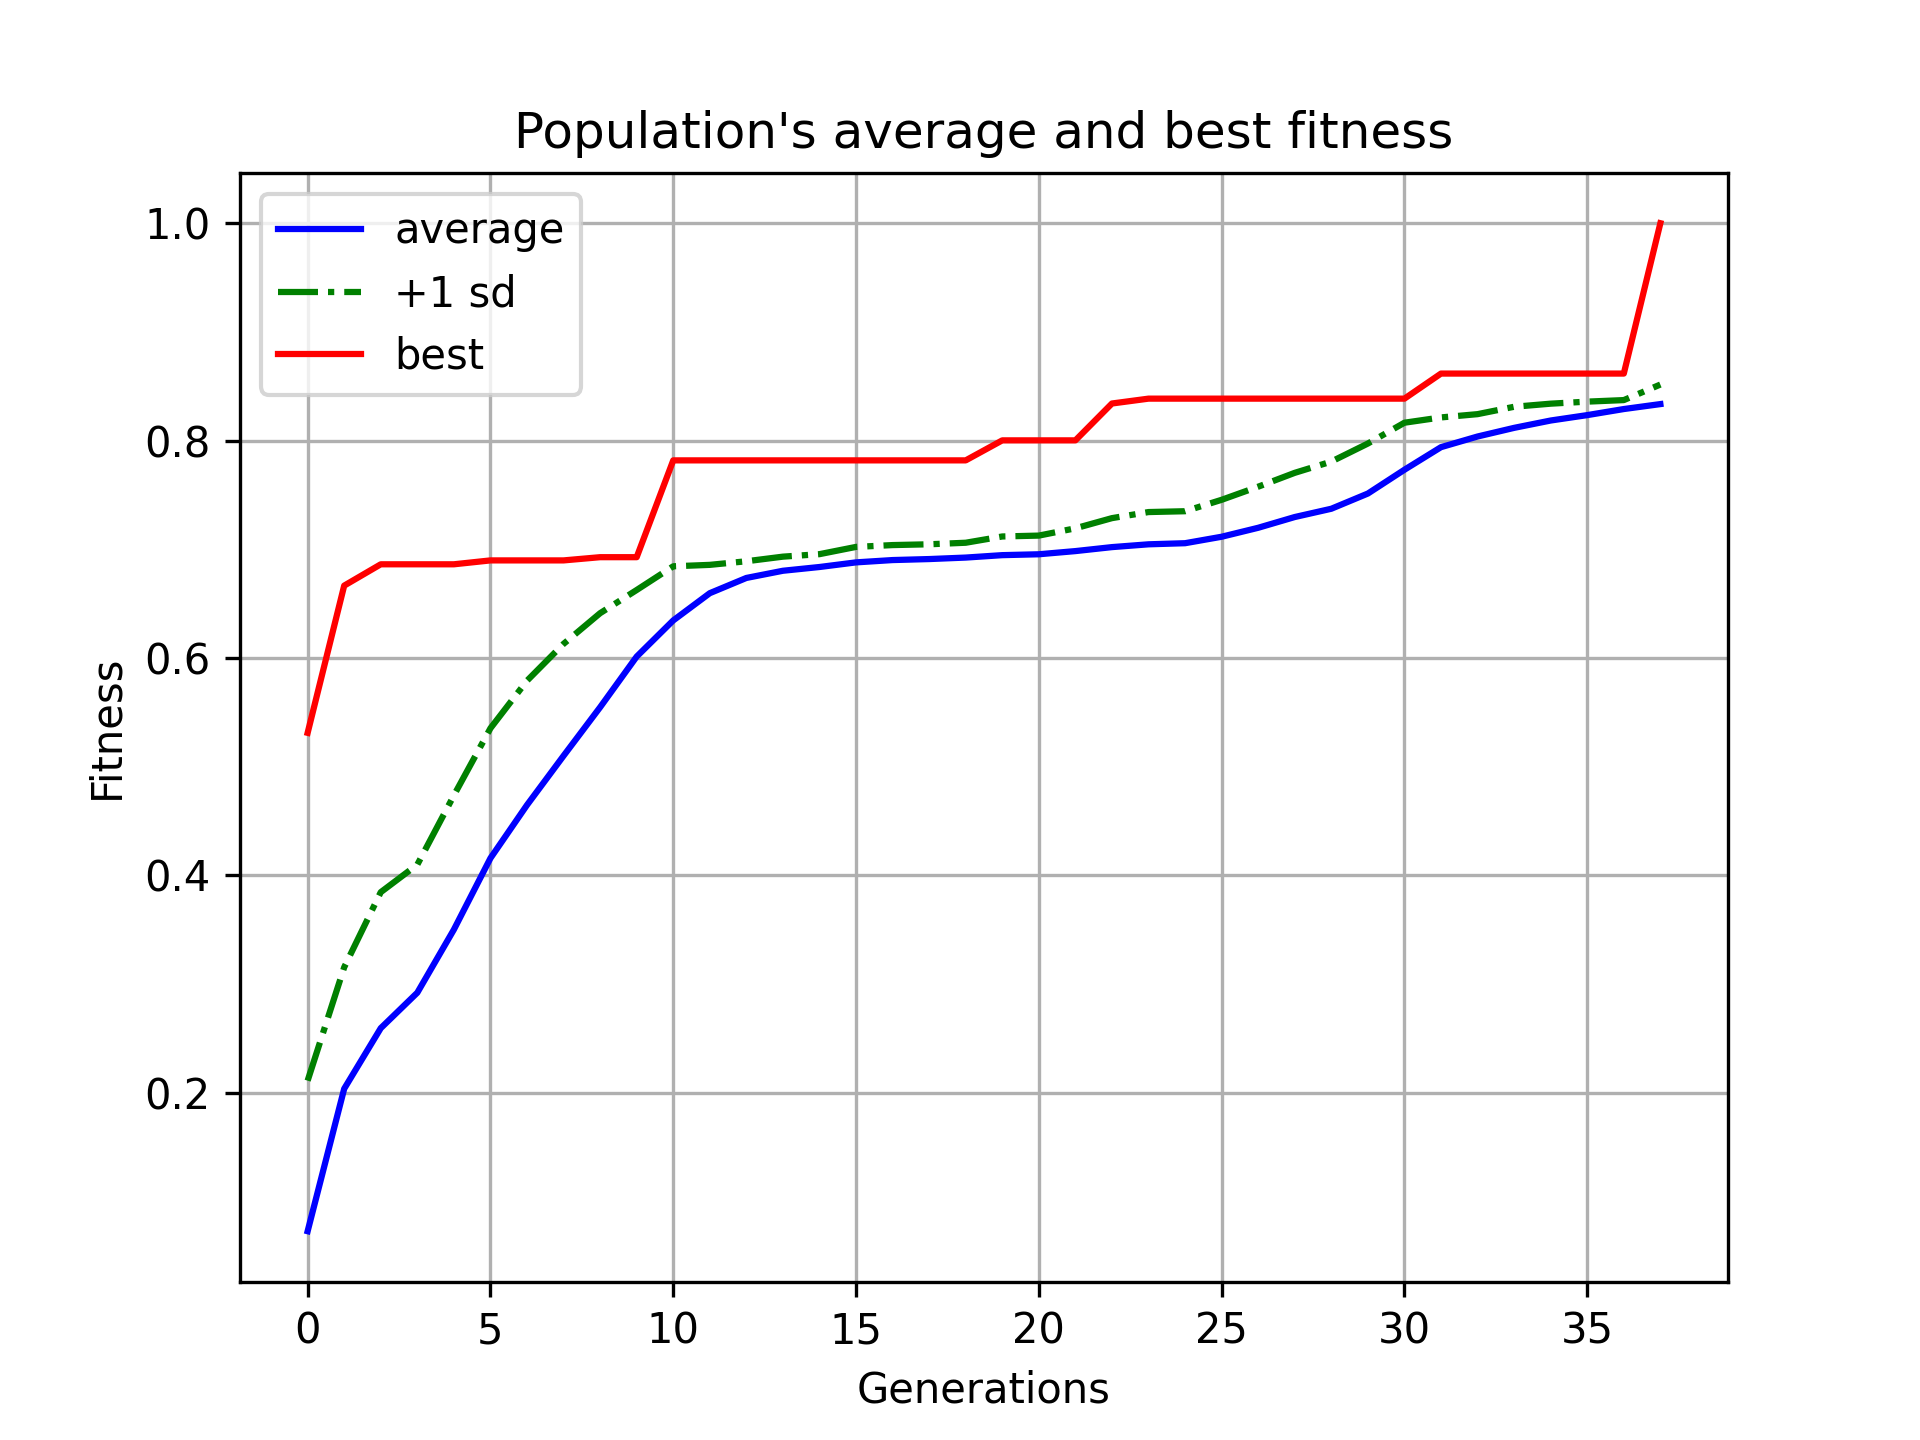 Population's average and best fitness
average
+1 sd
best
1.0
0.8
0.6
0.4
0.2
Fitness
0 5 10 15 20 25 30 35
Generations